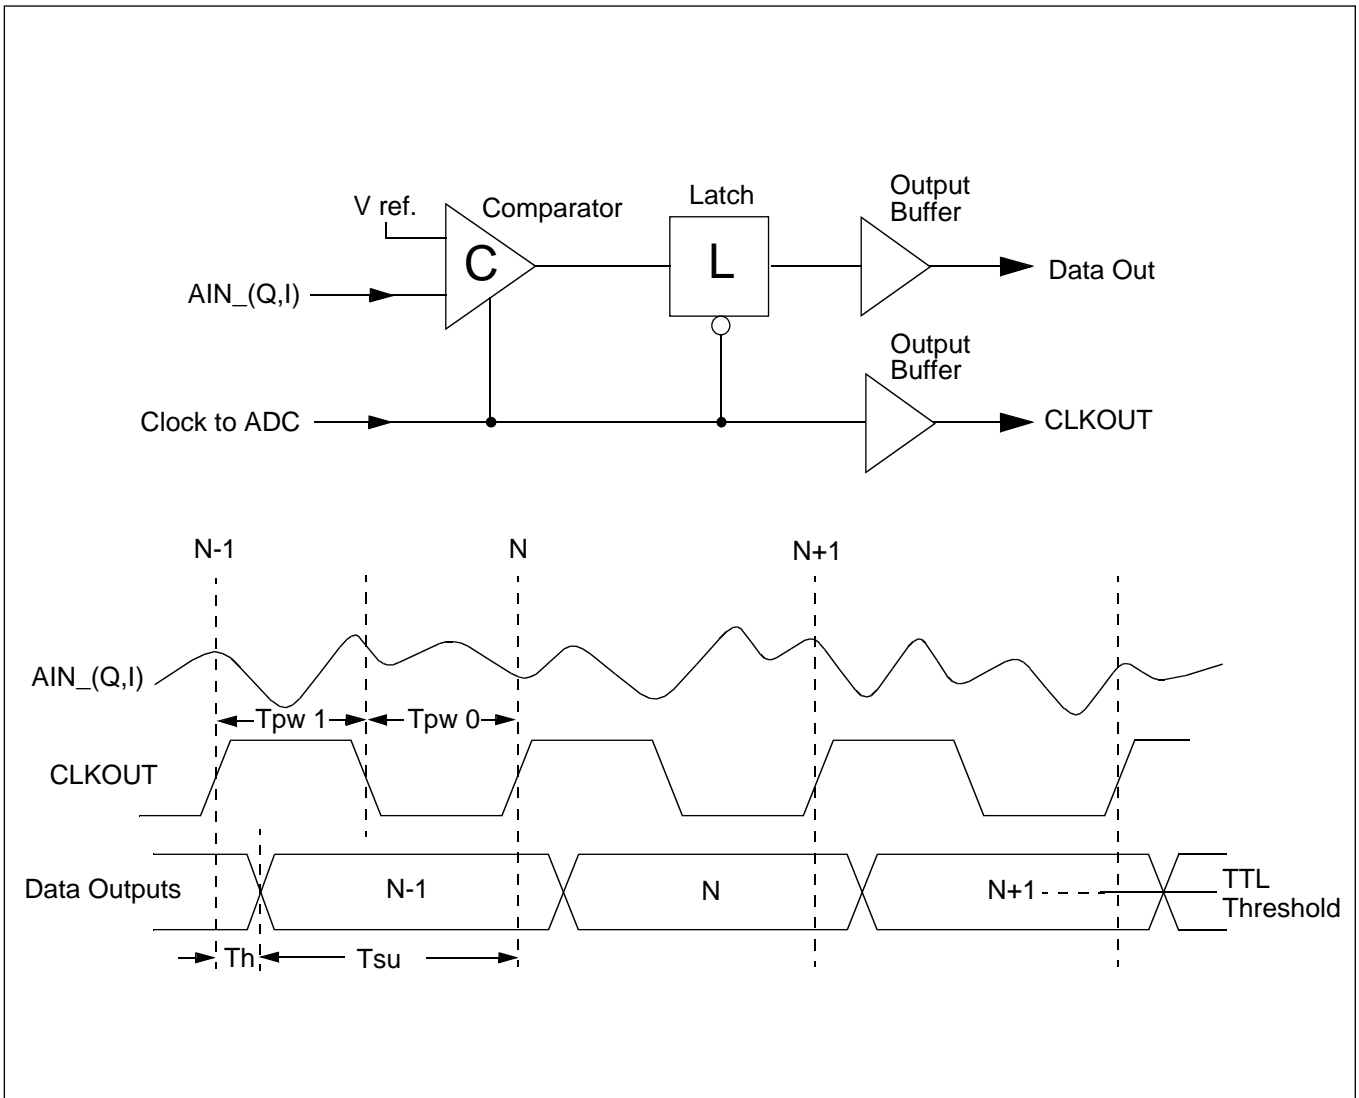 Output
Buffer
Latch
V ref.
Comparator
C
L
AIN_(Q,I)
Data Out
Output
Buffer
Clock to ADC
CLKOUT
N-1
N
N+1
AIN_(Q,I)
Tpw 1
Tpw 0
CLKOUT
Data Outputs
N-1
N
N+1
TTL
Threshold
Th
Tsu